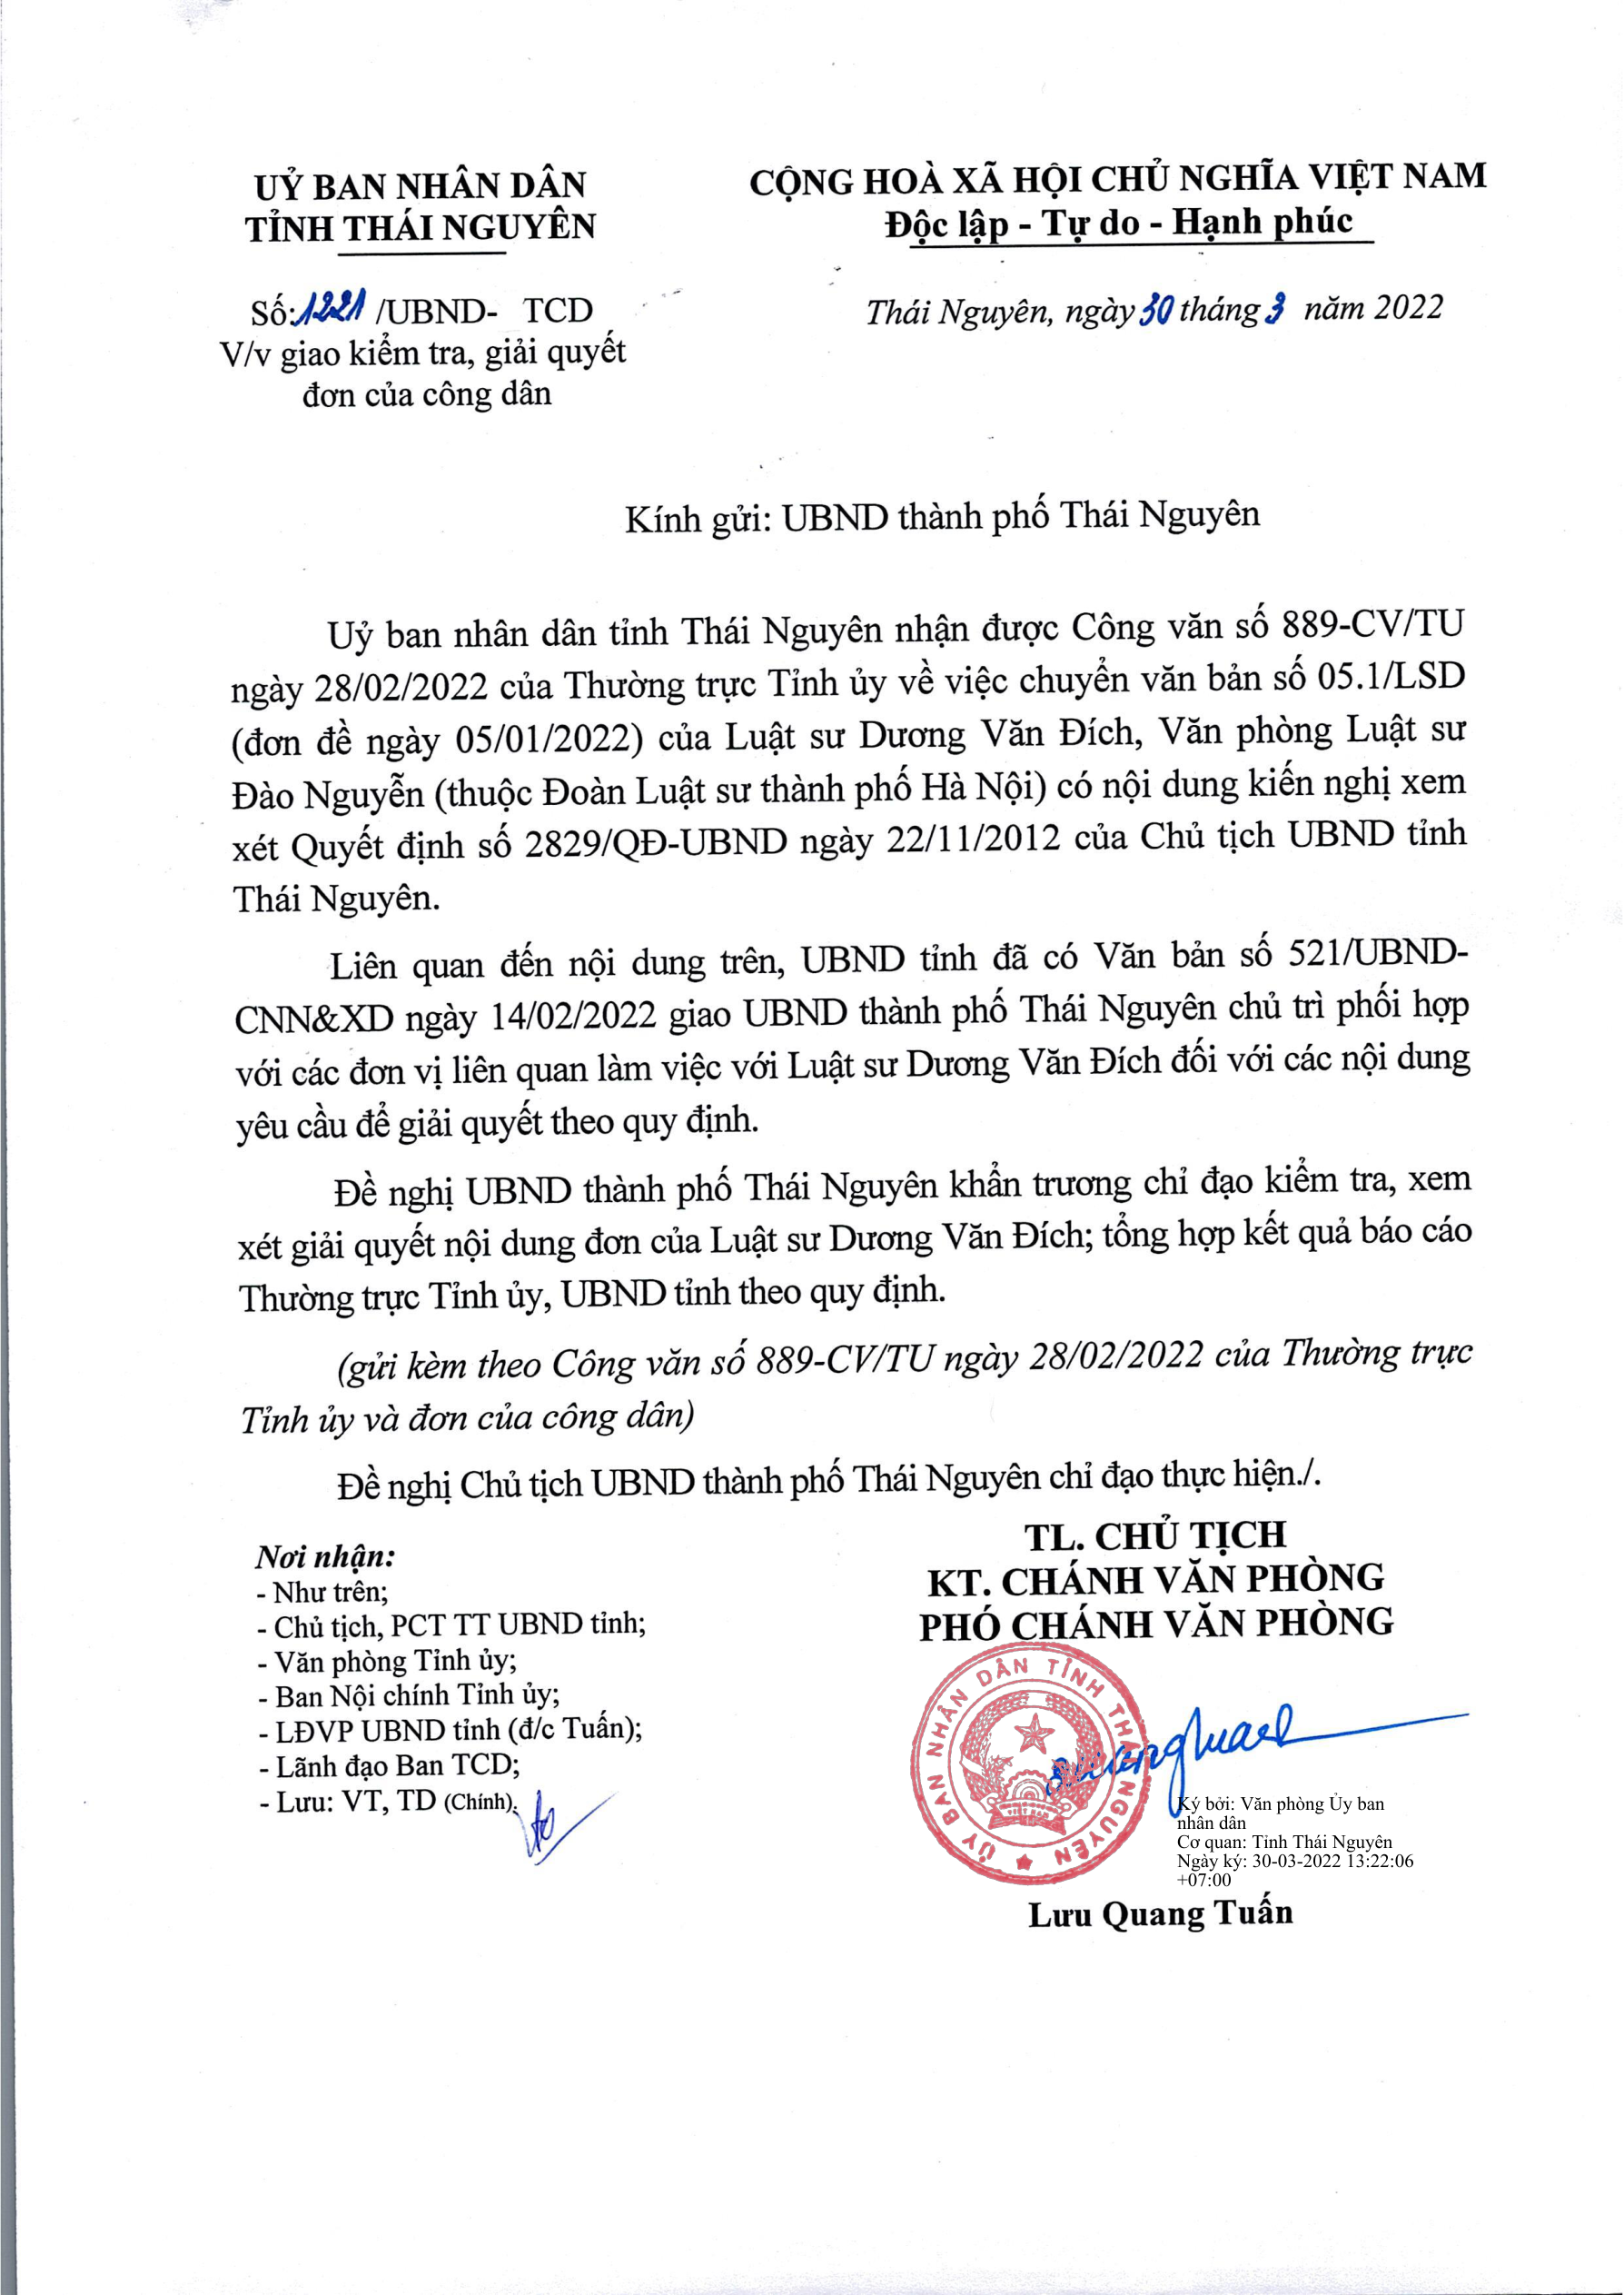 UỶ BAN NHÂN DÂN
TỈNH THÁI NGUYÊN
CỘNG HOÀ XÃ HỘI CHỦ NGHĨA VIỆT NAM
Độc lập - Tự do - Hạnh phúc
Số:1221 /UBND- TCD
V/v giao kiểm tra, giải quyết
đơn của công dân
Thái Nguyên, ngày 30 tháng 3 năm 2022
Kính gửi: UBND thành phố Thái Nguyên
Uỷ ban nhân dân tỉnh Thái Nguyên nhận được Công văn số 889-CV/TU
ngày 28/02/2022 của Thường trực Tỉnh ủy về việc chuyển văn bản số 05.1/LSD
(đơn đề ngày 05/01/2022) của Luật sư Dương Văn Đích, Văn phòng Luật sư
Đào Nguyễn (thuộc Đoàn Luật sư thành phố Hà Nội) có nội dung kiến nghị xem
xét Quyết định số 2829/QĐ-UBND ngày 22/11/2012 của Chủ tịch UBND tỉnh
Thái Nguyên.
Liên quan đến nội dung trên, UBND tỉnh đã có Văn bản số 521/UBND-
CNN&XD ngày 14/02/2022 giao UBND thành phố Thái Nguyên chủ trì phối hợp
với các đơn vị liên quan làm việc với Luật sư Dương Văn Đích đối với các nội dung
yêu cầu để giải quyết theo quy định.
Đề nghị UBND thành phố Thái Nguyên khẩn trương chỉ đạo kiểm tra, xem
xét giải quyết nội dung đơn của Luật sư Dương Văn Đích; tổng hợp kết quả báo cáo
Thường trực Tỉnh ủy, UBND tỉnh theo quy định.
(gửi kèm theo Công văn số 889-CV/TU ngày 28/02/2022 của Thường trực
Tỉnh ủy và đơn của công dân)
Đề nghị Chủ tịch UBND thành phố Thái Nguyên chỉ đạo thực hiện./.
Nơi nhận:
- Như trên;
- Chủ tịch, PCT TT UBND tỉnh;
- Văn phòng Tỉnh ủy;
- Ban Nội chính Tỉnh ủy;
- LĐVP UBND tỉnh (đ/c Tuấn);
- Lãnh đạo Ban TCD;
- Lưu: VT, TD (Chính).
TL. CHỦ TỊCH
KT. CHÁNH VĂN PHÒNG
PHÓ CHÁNH VĂN PHÒNG
ỦY BAN NHÂN DÂN TỈNH THÁI NGUYÊN
Ký bởi: Văn phòng Ủy ban
nhân dân
Cơ quan: Tỉnh Thái Nguyên
Ngày ký: 30-03-2022 13:22:06
+07:00
Lưu Quang Tuấn